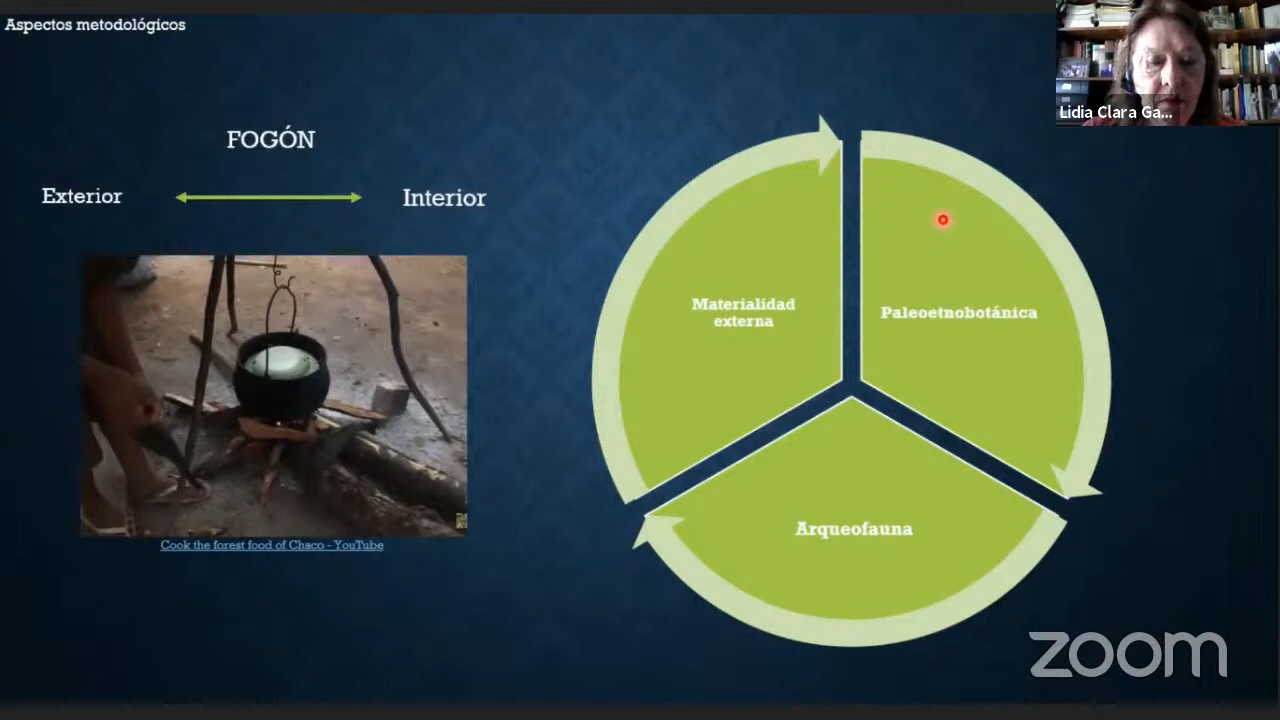 Aspectos metodológicos
Lidia Clara Ga...
FOGÓN
Exterior
Interior
Materialidad
externa
Paleoetnobotánica
Arqueofauna
Cook the forest food of Chaco - YouTube
zoom